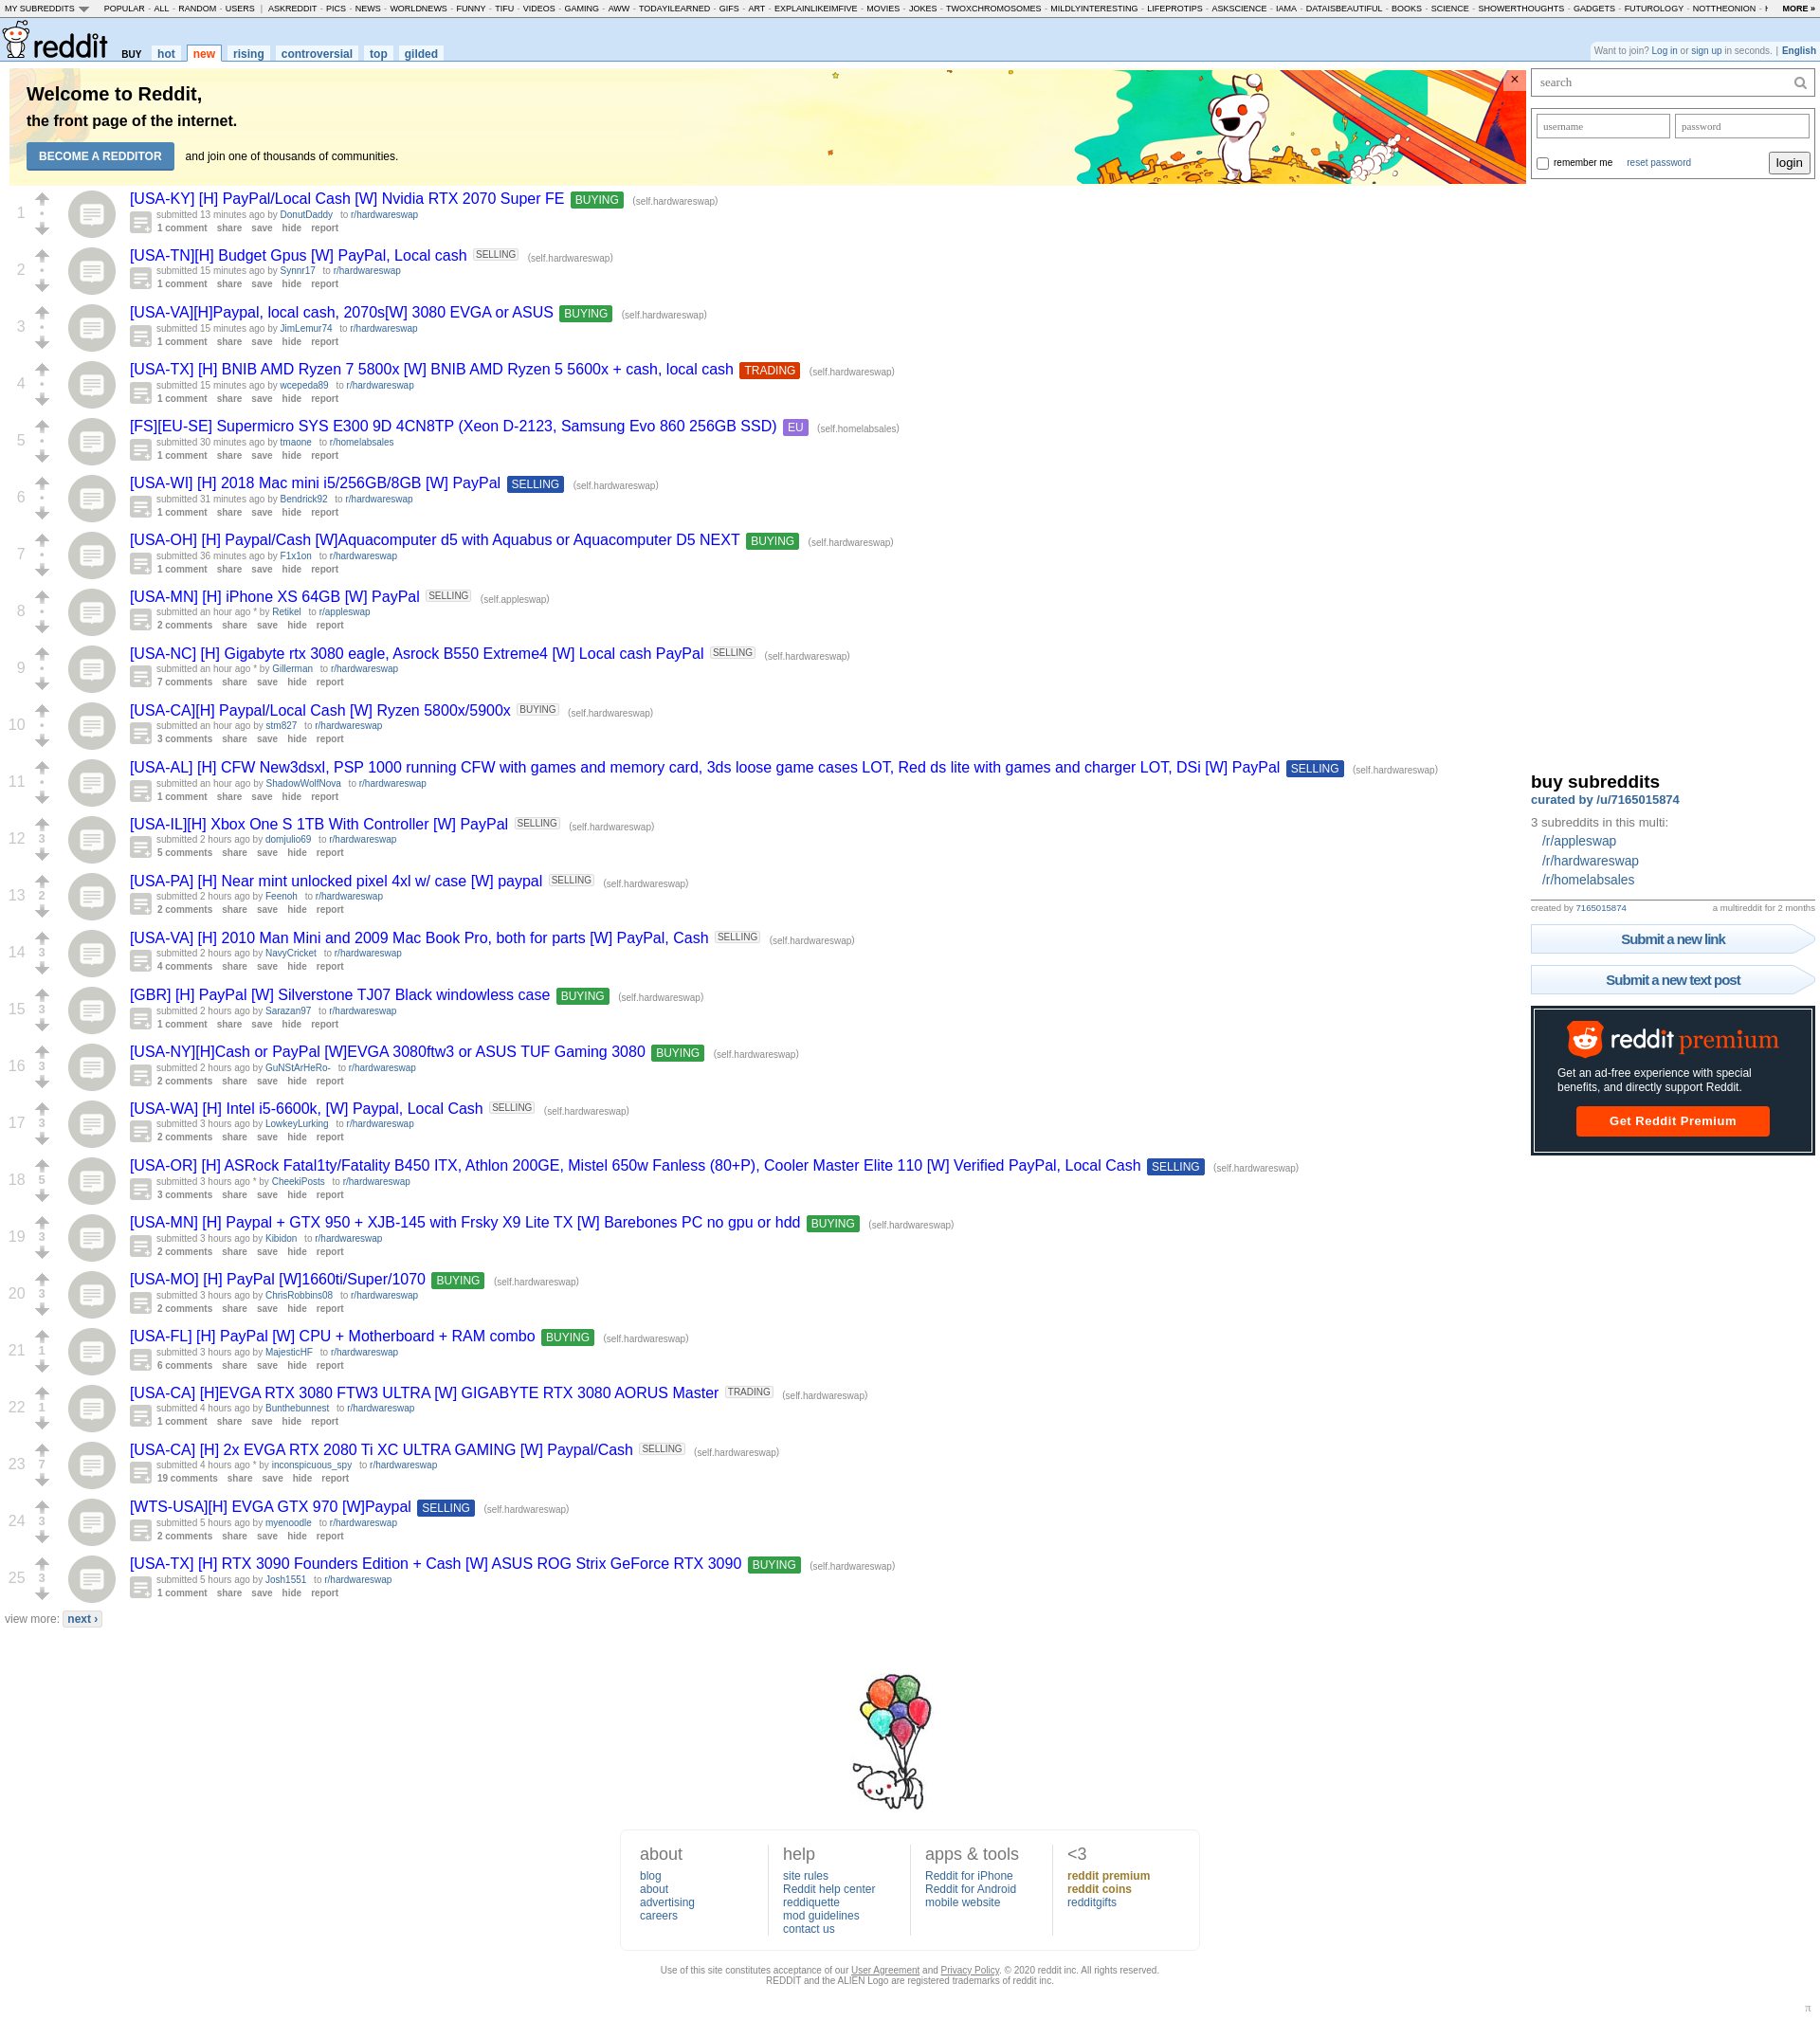 MY SUBREDDITS POPULAR - ALL - RANDOM - USERS | ASKREDDIT - PICS - NEWS - WORLDNEWS - FUNNY - TIFU - VIDEOS - GAMING - AWW - TODAYILEARNED - GIFS - ART - EXPLAINLIKEIMFIVE - MOVIES - JOKES - TWOXCHROMOSOMES - MILDLYINTERESTING - LIFEPROTIPS - ASKSCIENCE - IAMA - DATAISBEAUTIFUL - BOOKS - SCIENCE - SHOWERTHOUGHTS - GADGETS - FUTUROLOGY - NOTTHEONION - MORE »
reddit BUY hot new rising controversial top gilded
Want to join? Log in or sign up in seconds. | English
Welcome to Reddit,
the front page of the internet.
BECOME A REDDITOR and join one of thousands of communities.
×
search
username password
remember me reset password login
1 [USA-KY] [H] PayPal/Local Cash [W] Nvidia RTX 2070 Super FE BUYING (self.hardwareswap)
submitted 13 minutes ago by DonutDaddy to r/hardwareswap
1 comment share save hide report
2 [USA-TN][H] Budget Gpus [W] PayPal, Local cash SELLING (self.hardwareswap)
submitted 15 minutes ago by Synnr17 to r/hardwareswap
1 comment share save hide report
3 [USA-VA][H]Paypal, local cash, 2070s[W] 3080 EVGA or ASUS BUYING (self.hardwareswap)
submitted 15 minutes ago by JimLemur74 to r/hardwareswap
1 comment share save hide report
4 [USA-TX] [H] BNIB AMD Ryzen 7 5800x [W] BNIB AMD Ryzen 5 5600x + cash, local cash TRADING (self.hardwareswap)
submitted 15 minutes ago by wcepeda89 to r/hardwareswap
1 comment share save hide report
5 [FS][EU-SE] Supermicro SYS E300 9D 4CN8TP (Xeon D-2123, Samsung Evo 860 256GB SSD) EU (self.homelabsales)
submitted 30 minutes ago by tmaone to r/homelabsales
1 comment share save hide report
6 [USA-WI] [H] 2018 Mac mini i5/256GB/8GB [W] PayPal SELLING (self.hardwareswap)
submitted 31 minutes ago by Bendrick92 to r/hardwareswap
1 comment share save hide report
7 [USA-OH] [H] Paypal/Cash [W]Aquacomputer d5 with Aquabus or Aquacomputer D5 NEXT BUYING (self.hardwareswap)
submitted 36 minutes ago by F1x1on to r/hardwareswap
1 comment share save hide report
8 [USA-MN] [H] iPhone XS 64GB [W] PayPal SELLING (self.appleswap)
submitted an hour ago * by Retikel to r/appleswap
2 comments share save hide report
9 [USA-NC] [H] Gigabyte rtx 3080 eagle, Asrock B550 Extreme4 [W] Local cash PayPal SELLING (self.hardwareswap)
submitted an hour ago * by Gillerman to r/hardwareswap
7 comments share save hide report
10 [USA-CA][H] Paypal/Local Cash [W] Ryzen 5800x/5900x BUYING (self.hardwareswap)
submitted an hour ago by stm827 to r/hardwareswap
3 comments share save hide report
11 [USA-AL] [H] CFW New3dsxl, PSP 1000 running CFW with games and memory card, 3ds loose game cases LOT, Red ds lite with games and charger LOT, DSi [W] PayPal SELLING (self.hardwareswap)
submitted an hour ago by ShadowWolfNova to r/hardwareswap
1 comment share save hide report
12 3 [USA-IL][H] Xbox One S 1TB With Controller [W] PayPal SELLING (self.hardwareswap)
submitted 2 hours ago by domjulio69 to r/hardwareswap
5 comments share save hide report
13 2 [USA-PA] [H] Near mint unlocked pixel 4xl w/ case [W] paypal SELLING (self.hardwareswap)
submitted 2 hours ago by Feenoh to r/hardwareswap
2 comments share save hide report
14 3 [USA-VA] [H] 2010 Man Mini and 2009 Mac Book Pro, both for parts [W] PayPal, Cash SELLING (self.hardwareswap)
submitted 2 hours ago by NavyCricket to r/hardwareswap
4 comments share save hide report
15 3 [GBR] [H] PayPal [W] Silverstone TJ07 Black windowless case BUYING (self.hardwareswap)
submitted 2 hours ago by Sarazan97 to r/hardwareswap
1 comment share save hide report
16 3 [USA-NY][H]Cash or PayPal [W]EVGA 3080ftw3 or ASUS TUF Gaming 3080 BUYING (self.hardwareswap)
submitted 2 hours ago by GuNStArHeRo- to r/hardwareswap
2 comments share save hide report
17 3 [USA-WA] [H] Intel i5-6600k, [W] Paypal, Local Cash SELLING (self.hardwareswap)
submitted 3 hours ago by LowkeyLurking to r/hardwareswap
2 comments share save hide report
18 5 [USA-OR] [H] ASRock Fatal1ty/Fatality B450 ITX, Athlon 200GE, Mistel 650w Fanless (80+P), Cooler Master Elite 110 [W] Verified PayPal, Local Cash SELLING (self.hardwareswap)
submitted 3 hours ago * by CheekiPosts to r/hardwareswap
3 comments share save hide report
19 3 [USA-MN] [H] Paypal + GTX 950 + XJB-145 with Frsky X9 Lite TX [W] Barebones PC no gpu or hdd BUYING (self.hardwareswap)
submitted 3 hours ago by Kibidon to r/hardwareswap
2 comments share save hide report
20 3 [USA-MO] [H] PayPal [W]1660ti/Super/1070 BUYING (self.hardwareswap)
submitted 3 hours ago by ChrisRobbins08 to r/hardwareswap
2 comments share save hide report
21 1 [USA-FL] [H] PayPal [W] CPU + Motherboard + RAM combo BUYING (self.hardwareswap)
submitted 3 hours ago by MajesticHF to r/hardwareswap
6 comments share save hide report
22 1 [USA-CA] [H]EVGA RTX 3080 FTW3 ULTRA [W] GIGABYTE RTX 3080 AORUS Master TRADING (self.hardwareswap)
submitted 4 hours ago by Bunthebunnest to r/hardwareswap
1 comment share save hide report
23 7 [USA-CA] [H] 2x EVGA RTX 2080 Ti XC ULTRA GAMING [W] Paypal/Cash SELLING (self.hardwareswap)
submitted 4 hours ago * by inconspicuous_spy to r/hardwareswap
19 comments share save hide report
24 3 [WTS-USA][H] EVGA GTX 970 [W]Paypal SELLING (self.hardwareswap)
submitted 5 hours ago by myenoodle to r/hardwareswap
2 comments share save hide report
25 3 [USA-TX] [H] RTX 3090 Founders Edition + Cash [W] ASUS ROG Strix GeForce RTX 3090 BUYING (self.hardwareswap)
submitted 5 hours ago by Josh1551 to r/hardwareswap
1 comment share save hide report
view more: next ›
buy subreddits
curated by /u/7165015874
3 subreddits in this multi:
/r/appleswap
/r/hardwareswap
/r/homelabsales
created by 7165015874 a multireddit for 2 months
Submit a new link
Submit a new text post
reddit premium
Get an ad-free experience with special
benefits, and directly support Reddit.
Get Reddit Premium
about
blog
about
advertising
careers
help
site rules
Reddit help center
reddiquette
mod guidelines
contact us
apps & tools
Reddit for iPhone
Reddit for Android
mobile website
<3
reddit premium
reddit coins
redditgifts
Use of this site constitutes acceptance of our User Agreement and Privacy Policy. © 2020 reddit inc. All rights reserved.
REDDIT and the ALIEN Logo are registered trademarks of reddit inc.
π